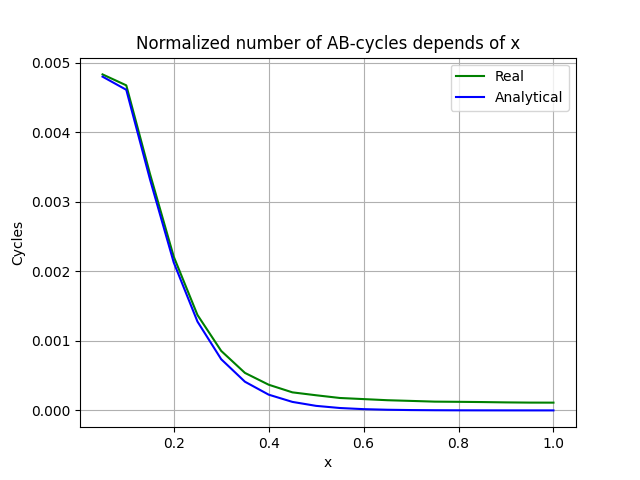 Normalized number of AB-cycles depends of x
Real
Analytical
0.005
0.004
0.003
0.002
0.001
0.000
Cycles
0.2
0.4
0.6
0.8
1.0
x